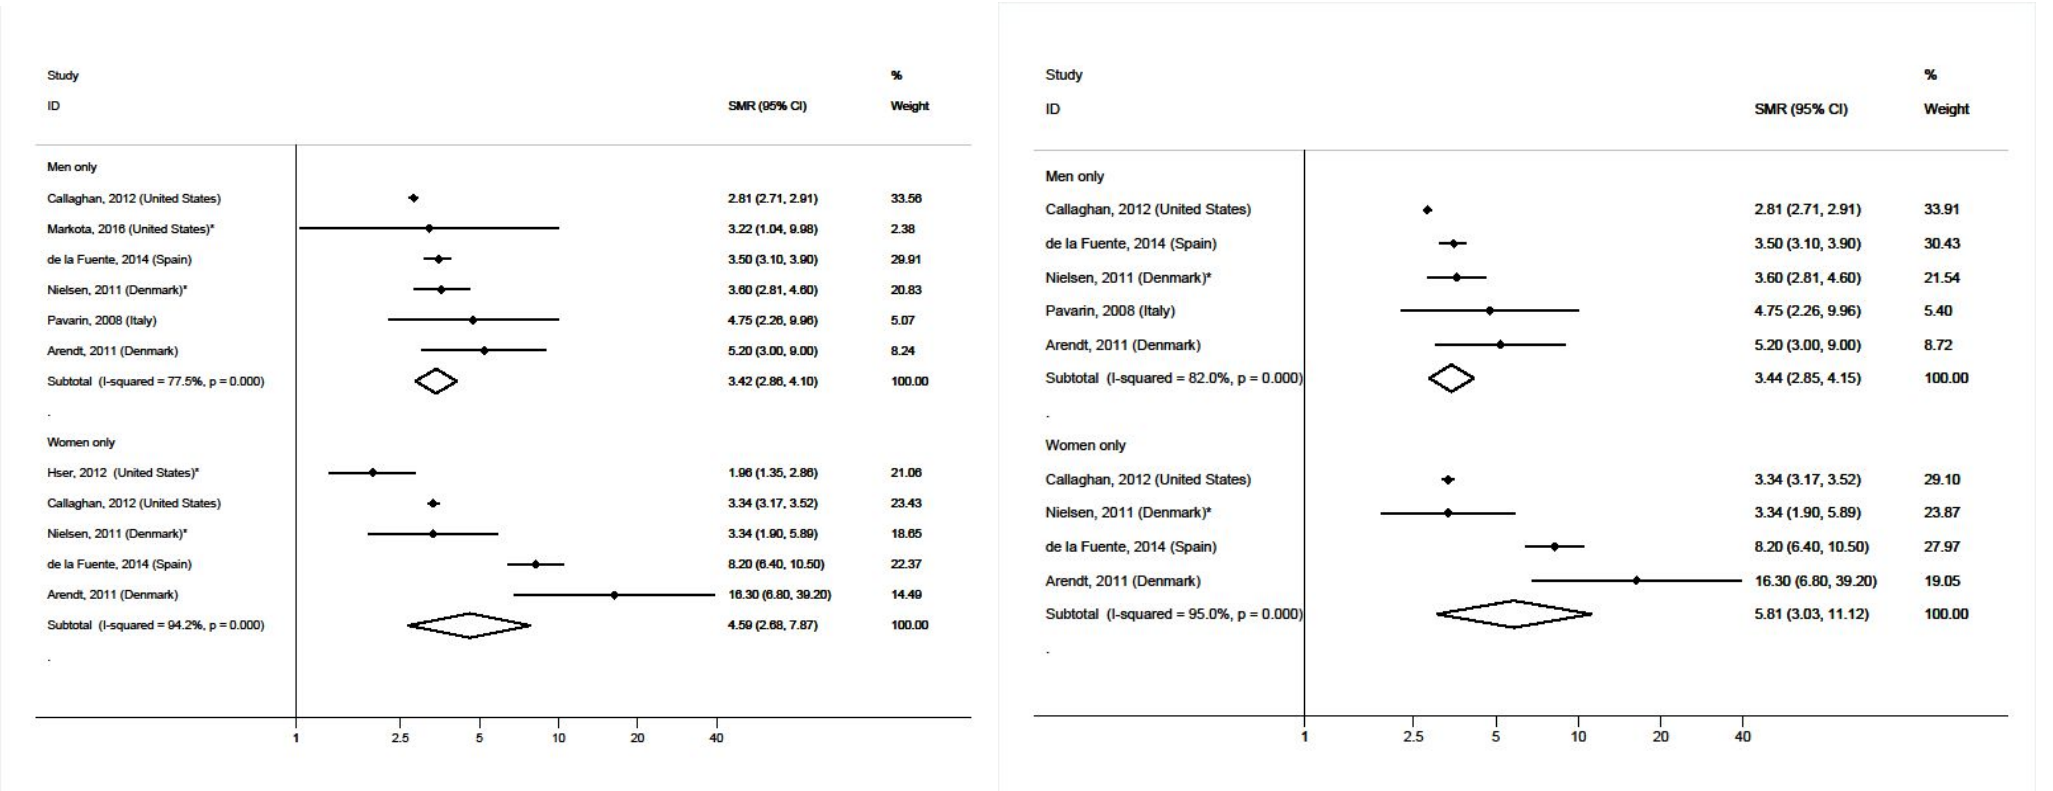 Study %
ID SMR (95% CI) Weight
Men only
Callaghan, 2012 (United States) 2.81 (2.71, 2.91) 33.56
Markota, 2016 (United States)* 3.22 (1.04, 9.98) 2.38
de la Fuente, 2014 (Spain) 3.50 (3.10, 3.90) 29.91
Nielsen, 2011 (Denmark)* 3.60 (2.81, 4.60) 20.83
Pavarin, 2008 (Italy) 4.75 (2.26, 9.96) 5.07
Arendt, 2011 (Denmark) 5.20 (3.00, 9.00) 8.24
Subtotal (I-squared = 77.5%, p = 0.000) 3.42 (2.86, 4.10) 100.00
.
Women only
Hser, 2012 (United States)* 1.96 (1.35, 2.86) 21.06
Callaghan, 2012 (United States) 3.34 (3.17, 3.52) 23.43
Nielsen, 2011 (Denmark)* 3.34 (1.90, 5.89) 18.65
de la Fuente, 2014 (Spain) 8.20 (6.40, 10.50) 22.37
Arendt, 2011 (Denmark) 16.30 (6.80, 39.20) 14.49
Subtotal (I-squared = 94.2%, p = 0.000) 4.59 (2.68, 7.87) 100.00
.
1 2.5 5 10 20 40
Study %
ID SMR (95% CI) Weight
Men only
Callaghan, 2012 (United States) 2.81 (2.71, 2.91) 33.91
de la Fuente, 2014 (Spain) 3.50 (3.10, 3.90) 30.43
Nielsen, 2011 (Denmark)* 3.60 (2.81, 4.60) 21.54
Pavarin, 2008 (Italy) 4.75 (2.26, 9.96) 5.40
Arendt, 2011 (Denmark) 5.20 (3.00, 9.00) 8.72
Subtotal (I-squared = 82.0%, p = 0.000) 3.44 (2.85, 4.15) 100.00
.
Women only
Callaghan, 2012 (United States) 3.34 (3.17, 3.52) 29.10
Nielsen, 2011 (Denmark)* 3.34 (1.90, 5.89) 23.87
de la Fuente, 2014 (Spain) 8.20 (6.40, 10.50) 27.97
Arendt, 2011 (Denmark) 16.30 (6.80, 39.20) 19.05
Subtotal (I-squared = 95.0%, p = 0.000) 5.81 (3.03, 11.12) 100.00
.
1 2.5 5 10 20 40